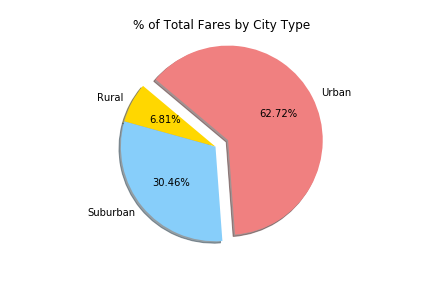 % of Total Fares by City Type
Urban
62.72%
Rural
6.81%
30.46%
Suburban